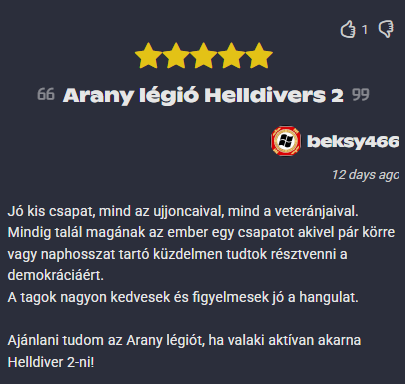 1
66 Arany légió Helldivers 2 99
beksy466
12 days ago
Jó kis csapat, mind az ujjoncaival, mind a veteránjaival.
Mindig talál magának az ember egy csapatot akivel pár körre
vagy naphosszat tartó küzdelmen tudtok résztvenni a
demokráciáért.
A tagok nagyon kedvesek és figyelmesek jó a hangulat.
Ajánlani tudom az Arany légiót, ha valaki aktívan akarna
Helldiver 2-ni!